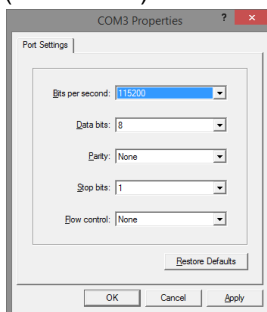 COM3 Properties ? ×
Port Settings
Bits per second: 115200
Data bits: 8
Parity: None
Stop bits: 1
Flow control: None
Restore Defaults
OK Cancel Apply